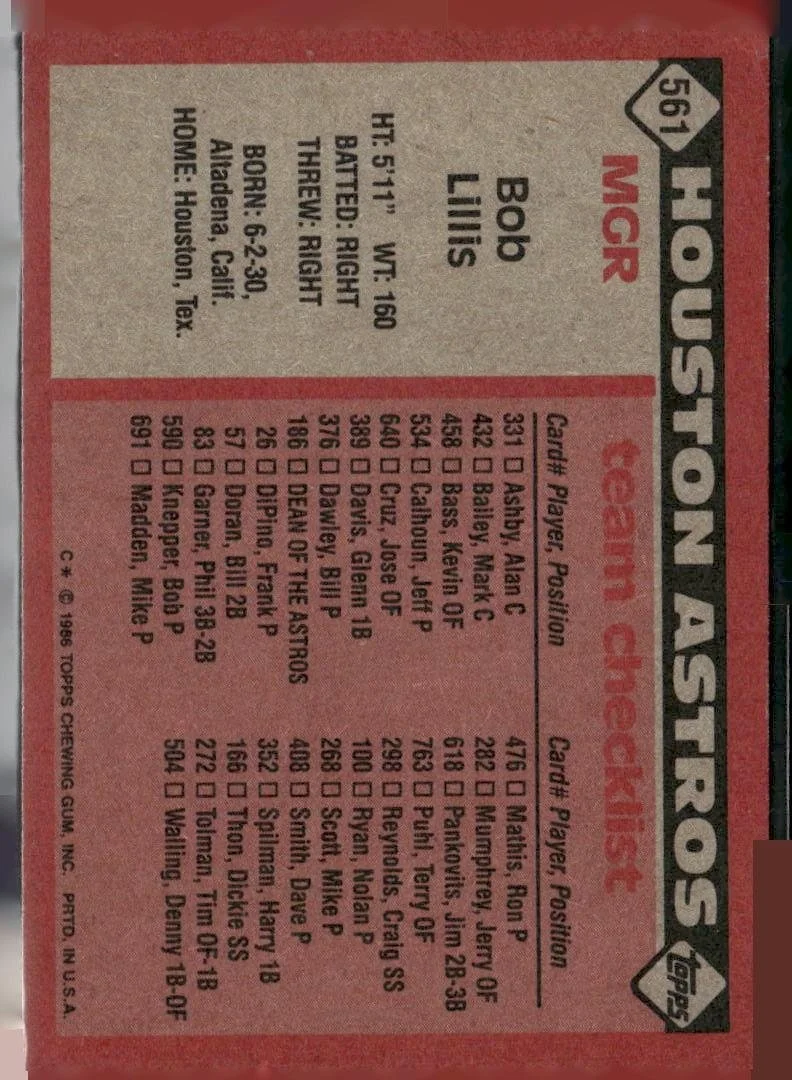 561
HOUSTON ASTROS
topps
MGR
team checklist
Bob
Lillis
HT: 5'11" WT: 160
BATTED: RIGHT
THREW: RIGHT
BORN: 6-2-30,
Altadena, Calif.
HOME: Houston, Tex.
Card# Player, Position
331 □ Ashby, Alan C
432 □ Bailey, Mark C
458 □ Bass, Kevin OF
534 □ Calhoun, Jeff P
640 □ Cruz, Jose OF
389 □ Davis, Glenn 1B
376 □ Dawley, Bill P
186 □ DEAN OF THE ASTROS
26 □ DiPino, Frank P
57 □ Doran, Bill 2B
83 □ Garner, Phil 3B-2B
590 □ Knepper, Bob P
691 □ Madden, Mike P
Card# Player, Position
476 □ Mathis, Ron P
282 □ Mumphrey, Jerry OF
618 □ Pankovits, Jim 2B-3B
763 □ Puhl, Terry OF
298 □ Reynolds, Craig SS
100 □ Ryan, Nolan P
268 □ Scott, Mike P
408 □ Smith, Dave P
352 □ Spilman, Harry 1B
166 □ Thon, Dickie SS
272 □ Tolman, Tim OF-1B
504 □ Walling, Denny 1B-OF
C* © 1986 TOPPS CHEWING GUM, INC. PRTD. IN U.S.A.